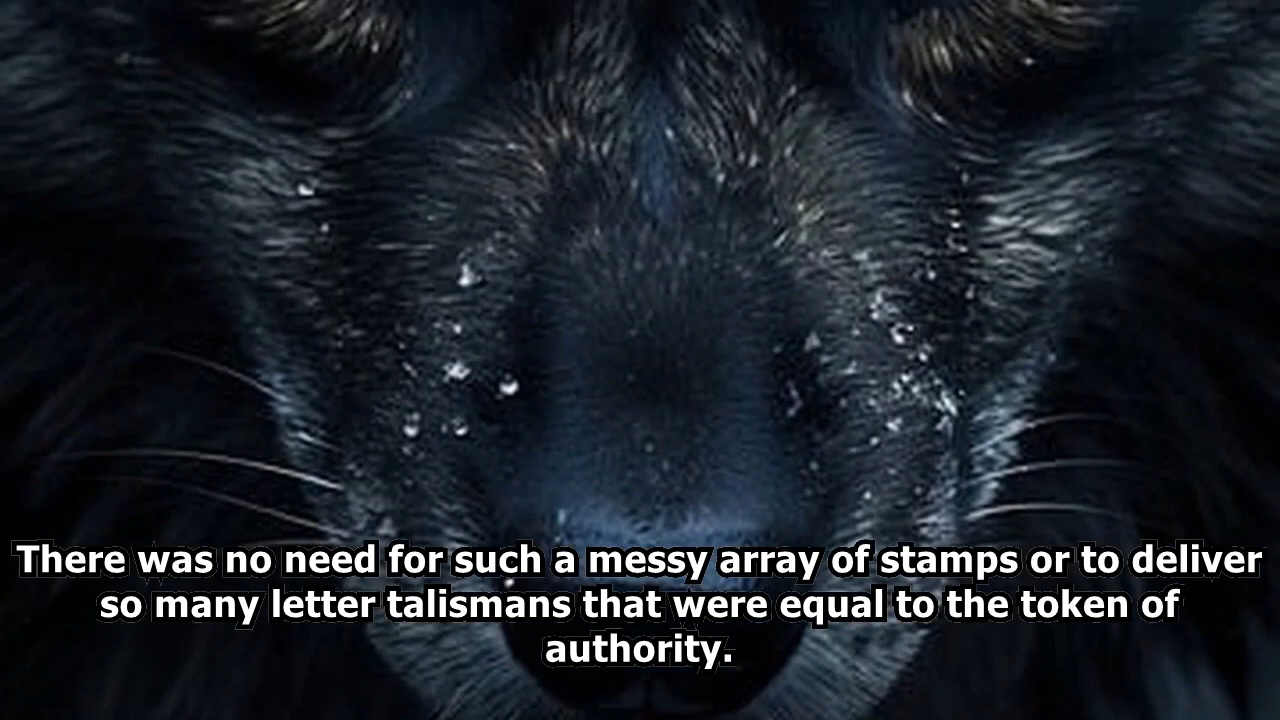 There was no need for such a messy array of stamps or to deliver
so many letter talismans that were equal to the token of
authority.